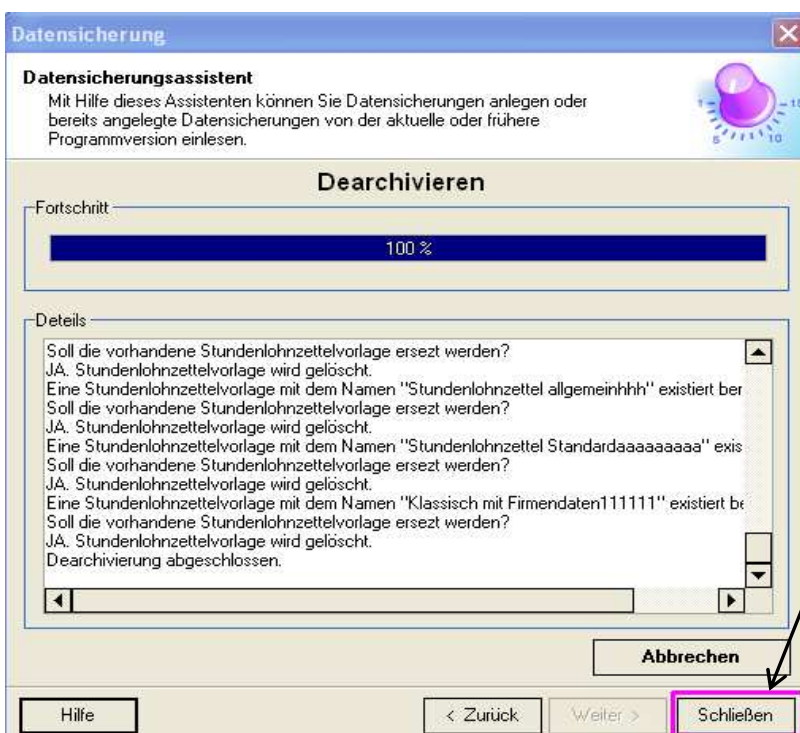 Datensicherung
Datensicherungsassistent
Mit Hilfe dieses Assistenten können Sie Datensicherungen anlegen oder
bereits angelegte Datensicherungen von der aktuelle oder frühere
Programmversion einlesen.
1
5
10
Dearchivieren
Fortschritt
100 %
Deteils
Soll die vorhandene Stundenlohnzettelvorlage ersezt werden?
JA. Stundenlohnzettelvorlage wird gelöscht.
Eine Stundenlohnzettelvorlage mit dem Namen "Stundenlohnzettel allgemeinhhh" existiert ber
Soll die vorhandene Stundenlohnzettelvorlage ersezt werden?
JA. Stundenlohnzettelvorlage wird gelöscht.
Eine Stundenlohnzettelvorlage mit dem Namen "Stundenlohnzettel Standardaaaaaaaaa" exis
Soll die vorhandene Stundenlohnzettelvorlage ersezt werden?
JA. Stundenlohnzettelvorlage wird gelöscht.
Eine Stundenlohnzettelvorlage mit dem Namen "Klassisch mit Firmendaten111111" existiert be
Soll die vorhandene Stundenlohnzettelvorlage ersezt werden?
JA. Stundenlohnzettelvorlage wird gelöscht.
Dearchivierung abgeschlossen.
Abbrechen
Hilfe
< Zurück
Weiter >
Schließen